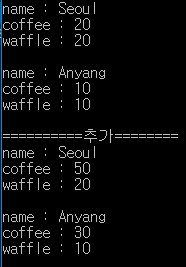 name : Seoul
coffee : 20
waffle : 20
name : Anyang
coffee : 10
waffle : 10
==========추가========
name : Seoul
coffee : 50
waffle : 20
name : Anyang
coffee : 30
waffle : 10